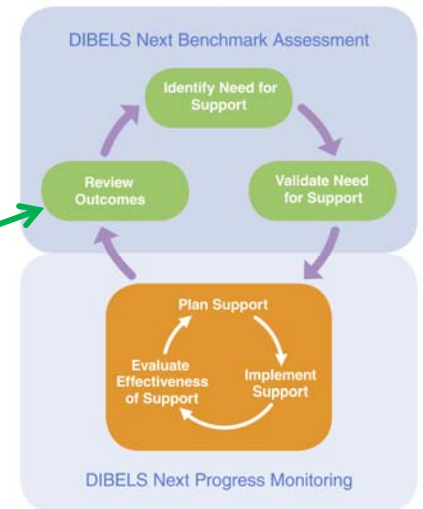 DIBELS Next Benchmark Assessment
Identify Need for
Support
Review
Outcomes
Validate Need
for Support
Plan Support
Evaluate
Effectiveness
of Support
Implement
Support
DIBELS Next Progress Monitoring